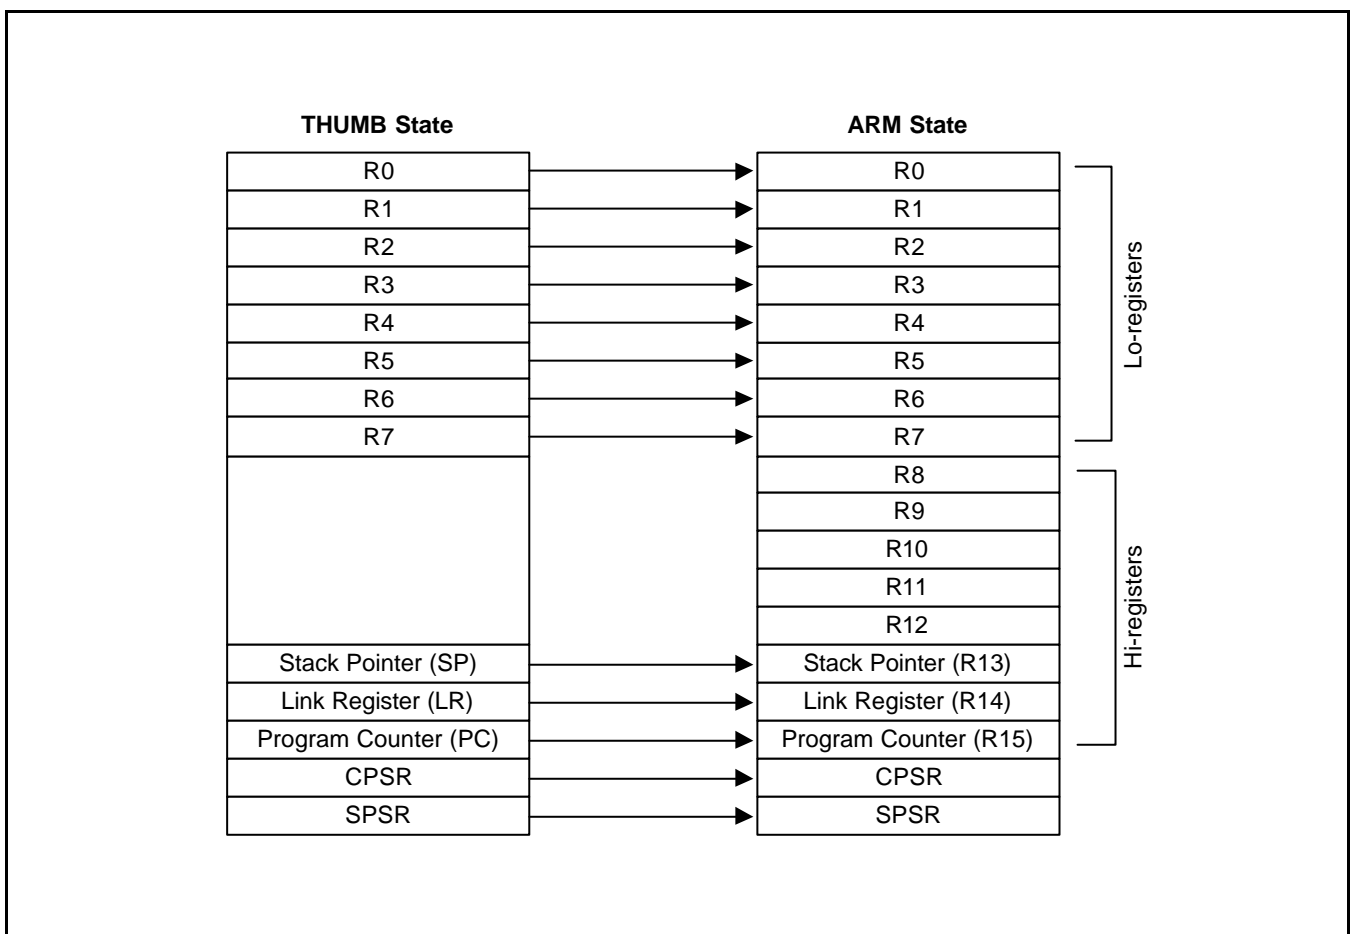 THUMB State
R0
R1
R2
R3
R4
R5
R6
R7
Stack Pointer (SP)
Link Register (LR)
Program Counter (PC)
CPSR
SPSR
ARM State
R0
R1
R2
R3
R4
R5
R6
R7
R8
R9
R10
R11
R12
Stack Pointer (R13)
Link Register (R14)
Program Counter (R15)
CPSR
SPSR
Lo-registers
Hi-registers